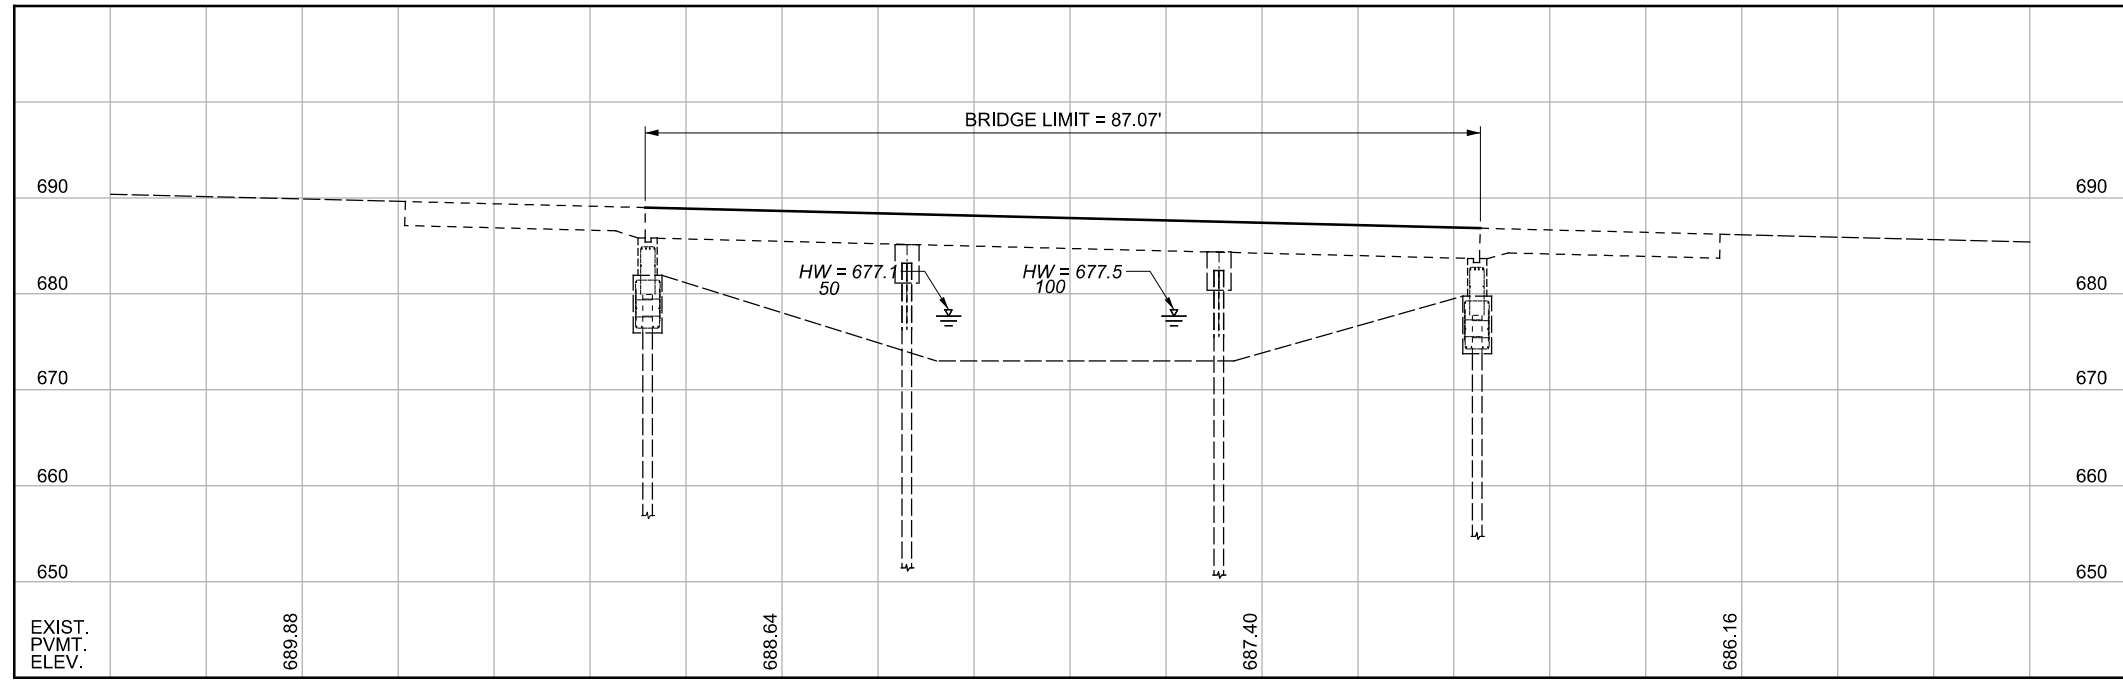 BRIDGE LIMIT = 87.07'
690 690
HW = 677.1 HW = 677.5
50 100
680 680
670 670
660 660
650 650
EXIST.
PVMT.
ELEV.
689.88 688.64 687.40 686.16